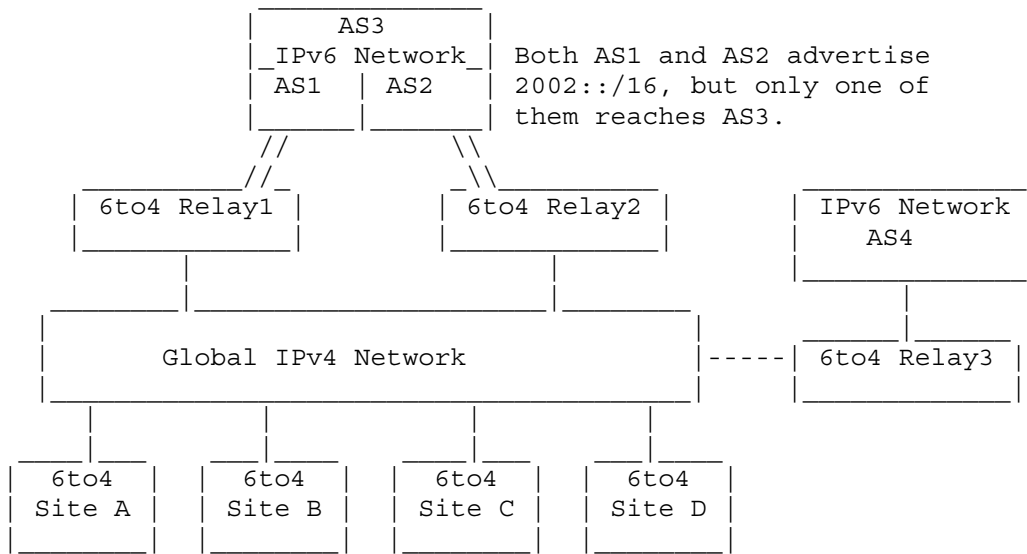 AS3
IPv6 Network Both AS1 and AS2 advertise
AS1 AS2 2002::/16, but only one of
them reaches AS3.
6to4 Relay1 6to4 Relay2 IPv6 Network
AS4
Global IPv4 Network 6to4 Relay3
6to4 6to4 6to4 6to4
Site A Site B Site C Site D